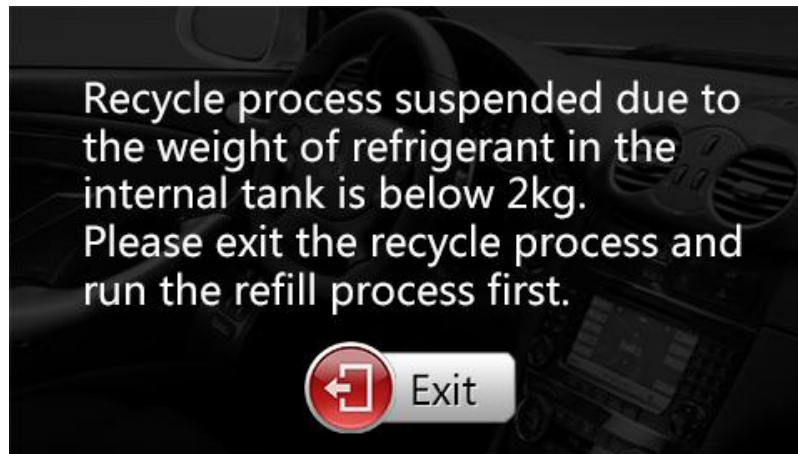 Recycle process suspended due to
the weight of refrigerant in the
internal tank is below 2kg.
Please exit the recycle process and
run the refill process first.
Exit